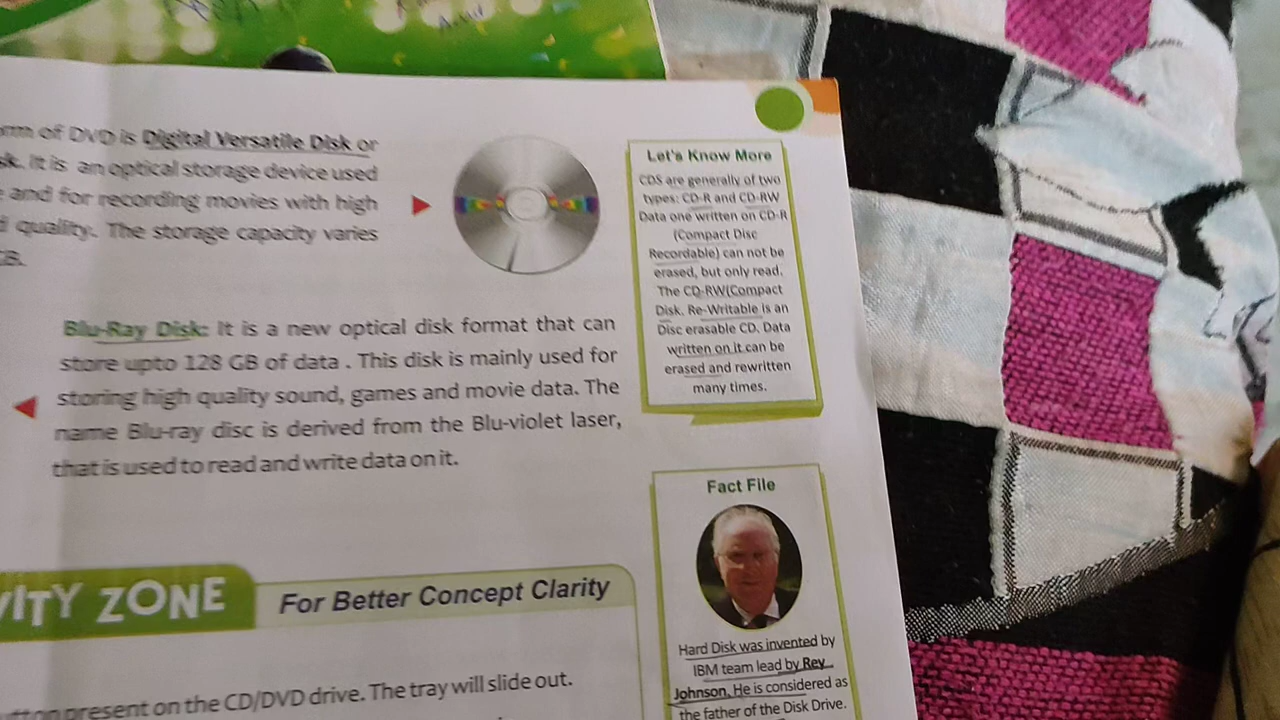 of DVD is Digital Versatile Disk or
It is an optical storage device used
and for recording movies with high
quality. The storage capacity varies
GB.
Blu-Ray Disk: It is a new optical disk format that can
store upto 128 GB of data . This disk is mainly used for
storing high quality sound, games and movie data. The
name Blu-ray disc is derived from the Blu-violet laser,
that is used to read and write data on it.
Let's Know More
CDS are generally of two
types: CD-R and CD-RW
Data one written on CD-R
(Compact Disc
Recordable) can not be
erased, but only read.
The CD-RW(Compact
Disk. Re-Writable is an
Disc erasable CD. Data
written on it can be
erased and rewritten
many times.
Fact File
Hard Disk was invented by
IBM team lead by Rey
Johnson. He is considered as
the father of the Disk Drive.
VITY ZONE
For Better Concept Clarity
present on the CD/DVD drive. The tray will slide out.